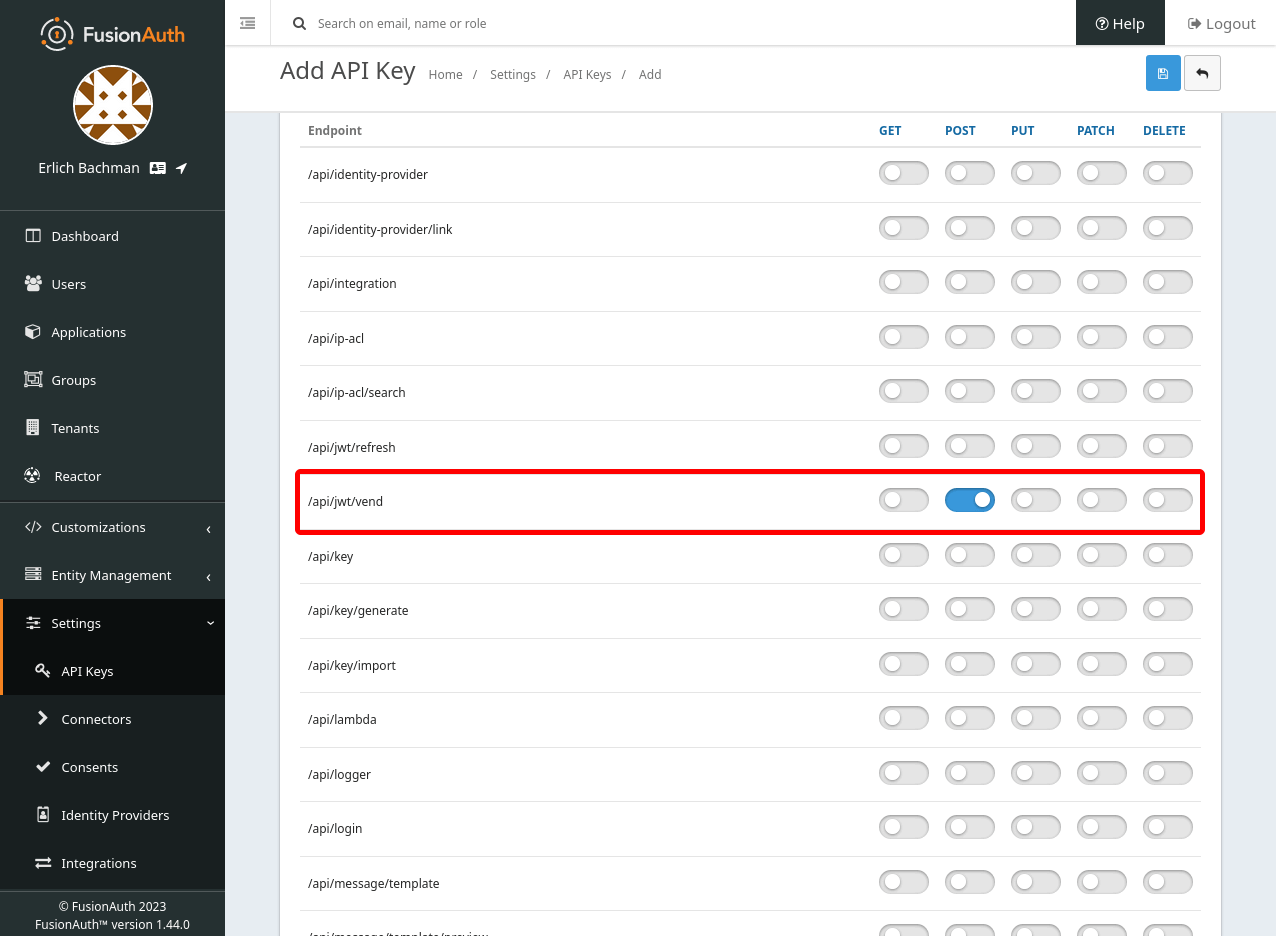 FusionAuth
Search on email, name or role
Help
Logout
Erlich Bachman
Dashboard
Users
Applications
Groups
Tenants
Reactor
Customizations
Entity Management
Settings
API Keys
Connectors
Consents
Identity Providers
Integrations
© FusionAuth 2023
FusionAuth™ version 1.44.0
Add API Key Home / Settings / API Keys / Add
Endpoint GET POST PUT PATCH DELETE
/api/identity-provider
/api/identity-provider/link
/api/integration
/api/ip-acl
/api/ip-acl/search
/api/jwt/refresh
/api/jwt/vend
/api/key
/api/key/generate
/api/key/import
/api/lambda
/api/logger
/api/login
/api/message/template
/api/message/template/preview